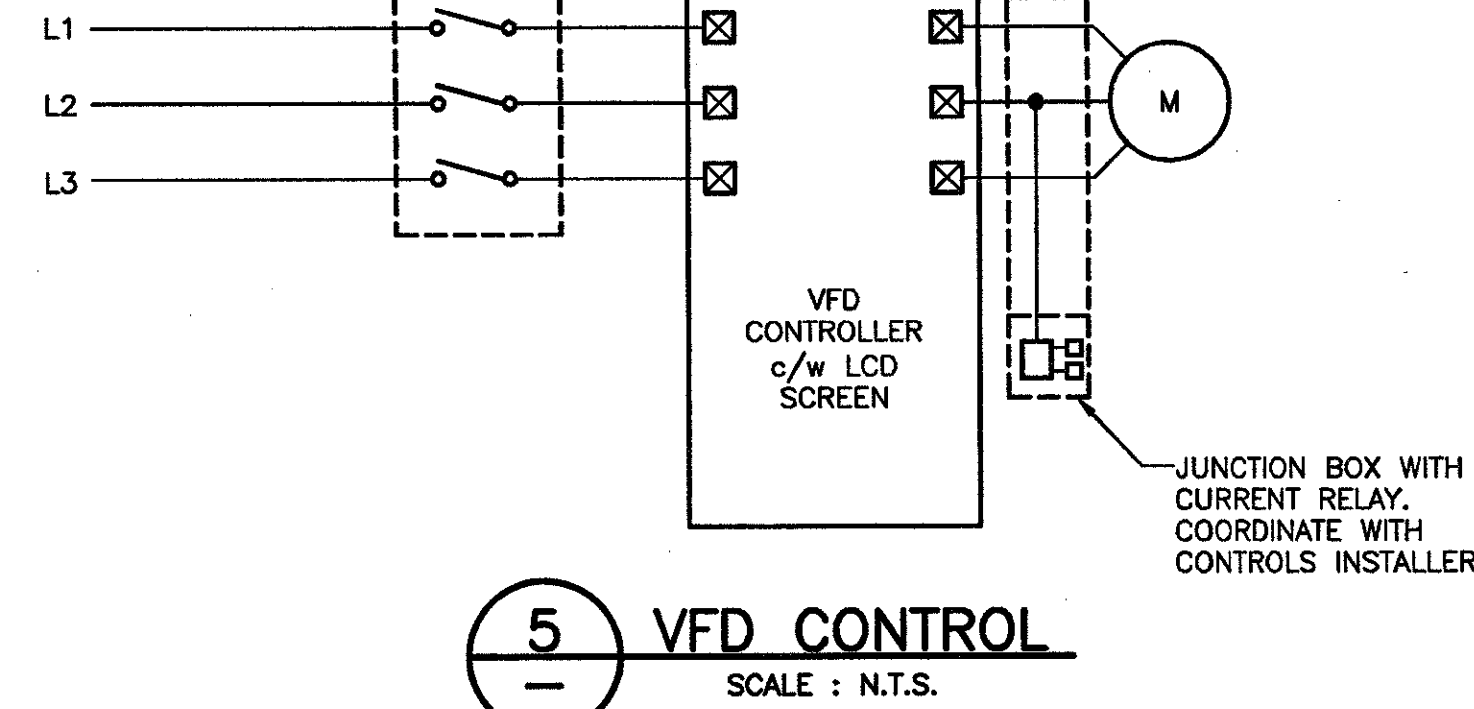 L1
L2
L3
M
VFD
CONTROLLER
c/w LCD
SCREEN
JUNCTION BOX WITH
CURRENT RELAY.
COORDINATE WITH
CONTROLS INSTALLER
5
VFD CONTROL
—
SCALE : N.T.S.